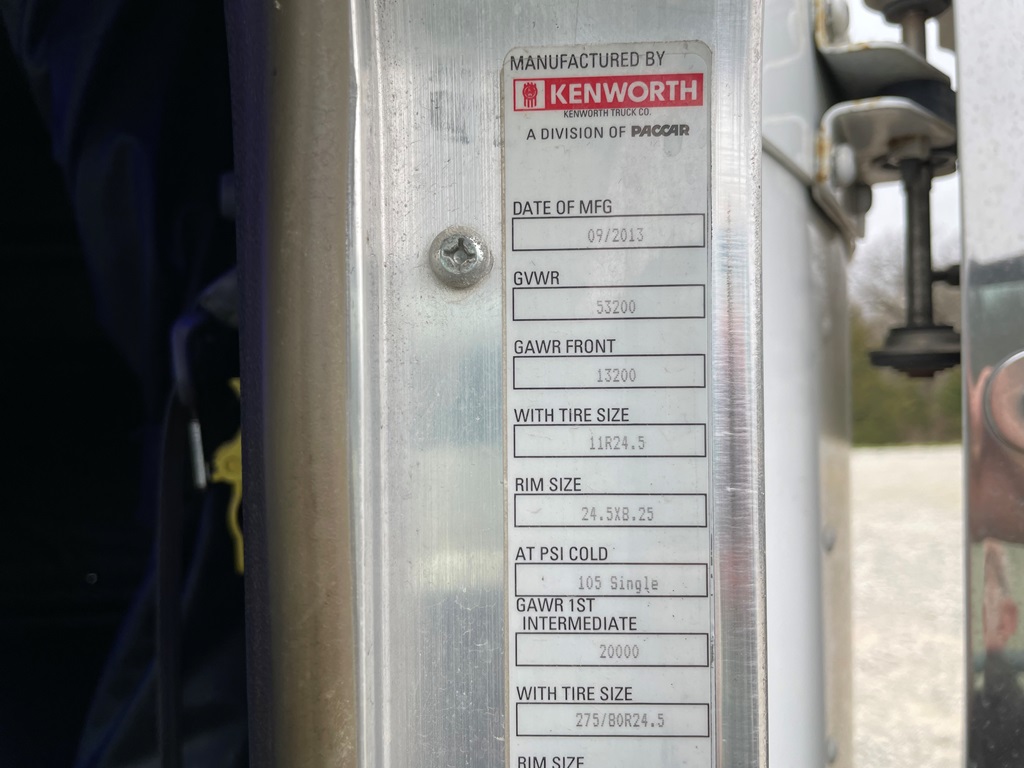 MANUFACTURED BY
KENWORTH
KENWORTH TRUCK CO.
A DIVISION OF PACCAR
DATE OF MFG
09/2013
GVWR
53200
GAWR FRONT
13200
WITH TIRE SIZE
11R24.5
RIM SIZE
24.5X8.25
AT PSI COLD
105 Single
GAWR 1ST
INTERMEDIATE
20000
WITH TIRE SIZE
275/80R24.5
RIM SIZE